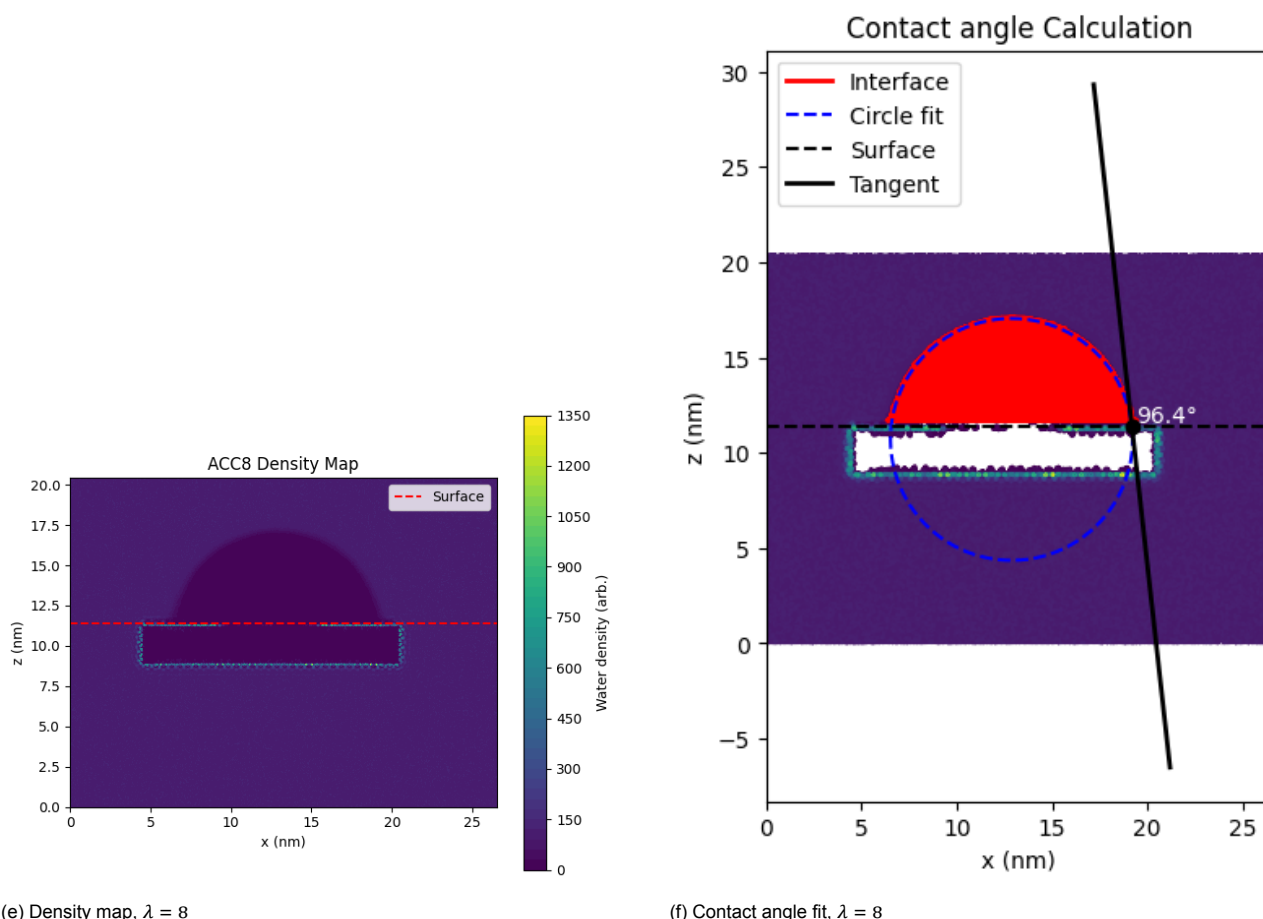 ACC8 Density Map
Surface
20.0
17.5
15.0
12.5
10.0
7.5
5.0
2.5
0.0
z (nm)
0 5 10 15 20 25
x (nm)
1350
1200
1050
900
750
600
450
300
150
0
Water density (arb.)
(e) Density map, λ = 8
Contact angle Calculation
Interface
Circle fit
Surface
Tangent
96.4°
30
25
20
15
10
5
0
−5
z (nm)
0 5 10 15 20 25
x (nm)
(f) Contact angle fit, λ = 8